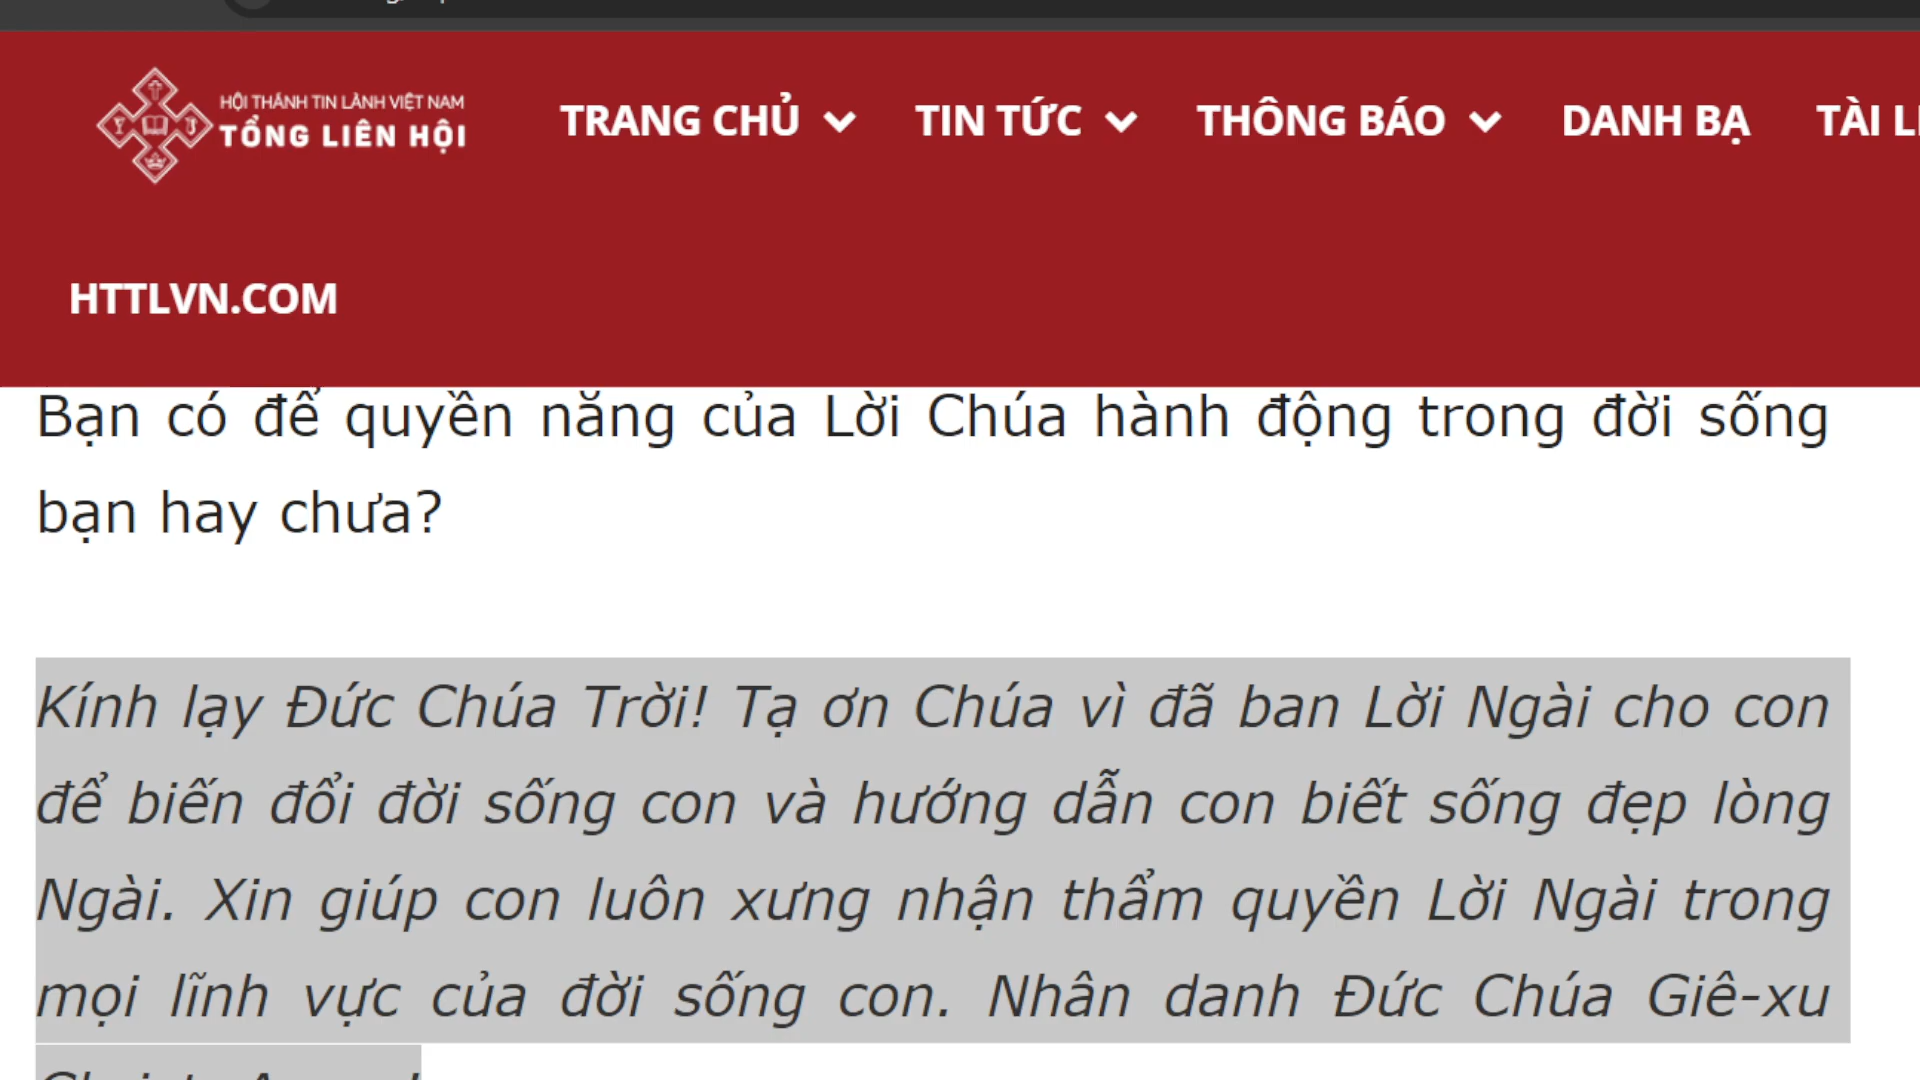 HỘI THÁNH TIN LÀNH VIỆT NAM
TỔNG LIÊN HỘI
TRANG CHỦ
TIN TỨC
THÔNG BÁO
DANH BẠ
TÀI
HTTLVN.COM
Bạn có để quyền năng của Lời Chúa hành động trong đời sống
bạn hay chưa?
Kính lạy Đức Chúa Trời! Tạ ơn Chúa vì đã ban Lời Ngài cho con
để biến đổi đời sống con và hướng dẫn con biết sống đẹp lòng
Ngài. Xin giúp con luôn xưng nhận thẩm quyền Lời Ngài trong
mọi lĩnh vực của đời sống con. Nhân danh Đức Chúa Giê-xu